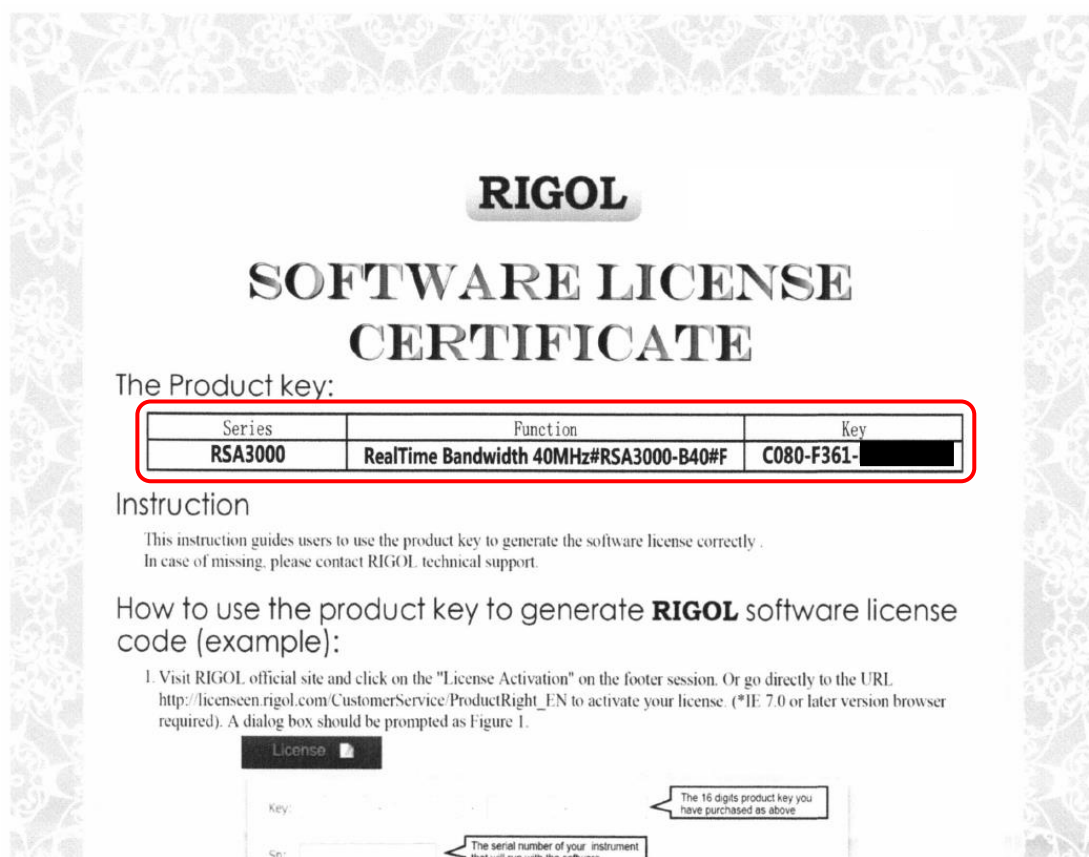 RIGOL
SOFTWARE LICENSE
CERTIFICATE
The Product key:
Series Function Key
RSA3000 RealTime Bandwidth 40MHz#RSA3000-B40#F C080-F361-
Instruction
This instruction guides users to use the product key to generate the software license correctly .
In case of missing, please contact RIGOL technical support.
How to use the product key to generate RIGOL software license
code (example):
1. Visit RIGOL official site and click on the "License Activation" on the footer session. Or go directly to the URL
http://licenseen.rigol.com/CustomerService/ProductRight_EN to activate your license. (*IE 7.0 or later version browser
required). A dialog box should be prompted as Figure 1.
License
Key: - - -
The 16 digits product key you
have purchased as above
Sn:
The serial number of your instrument
that will run with the software